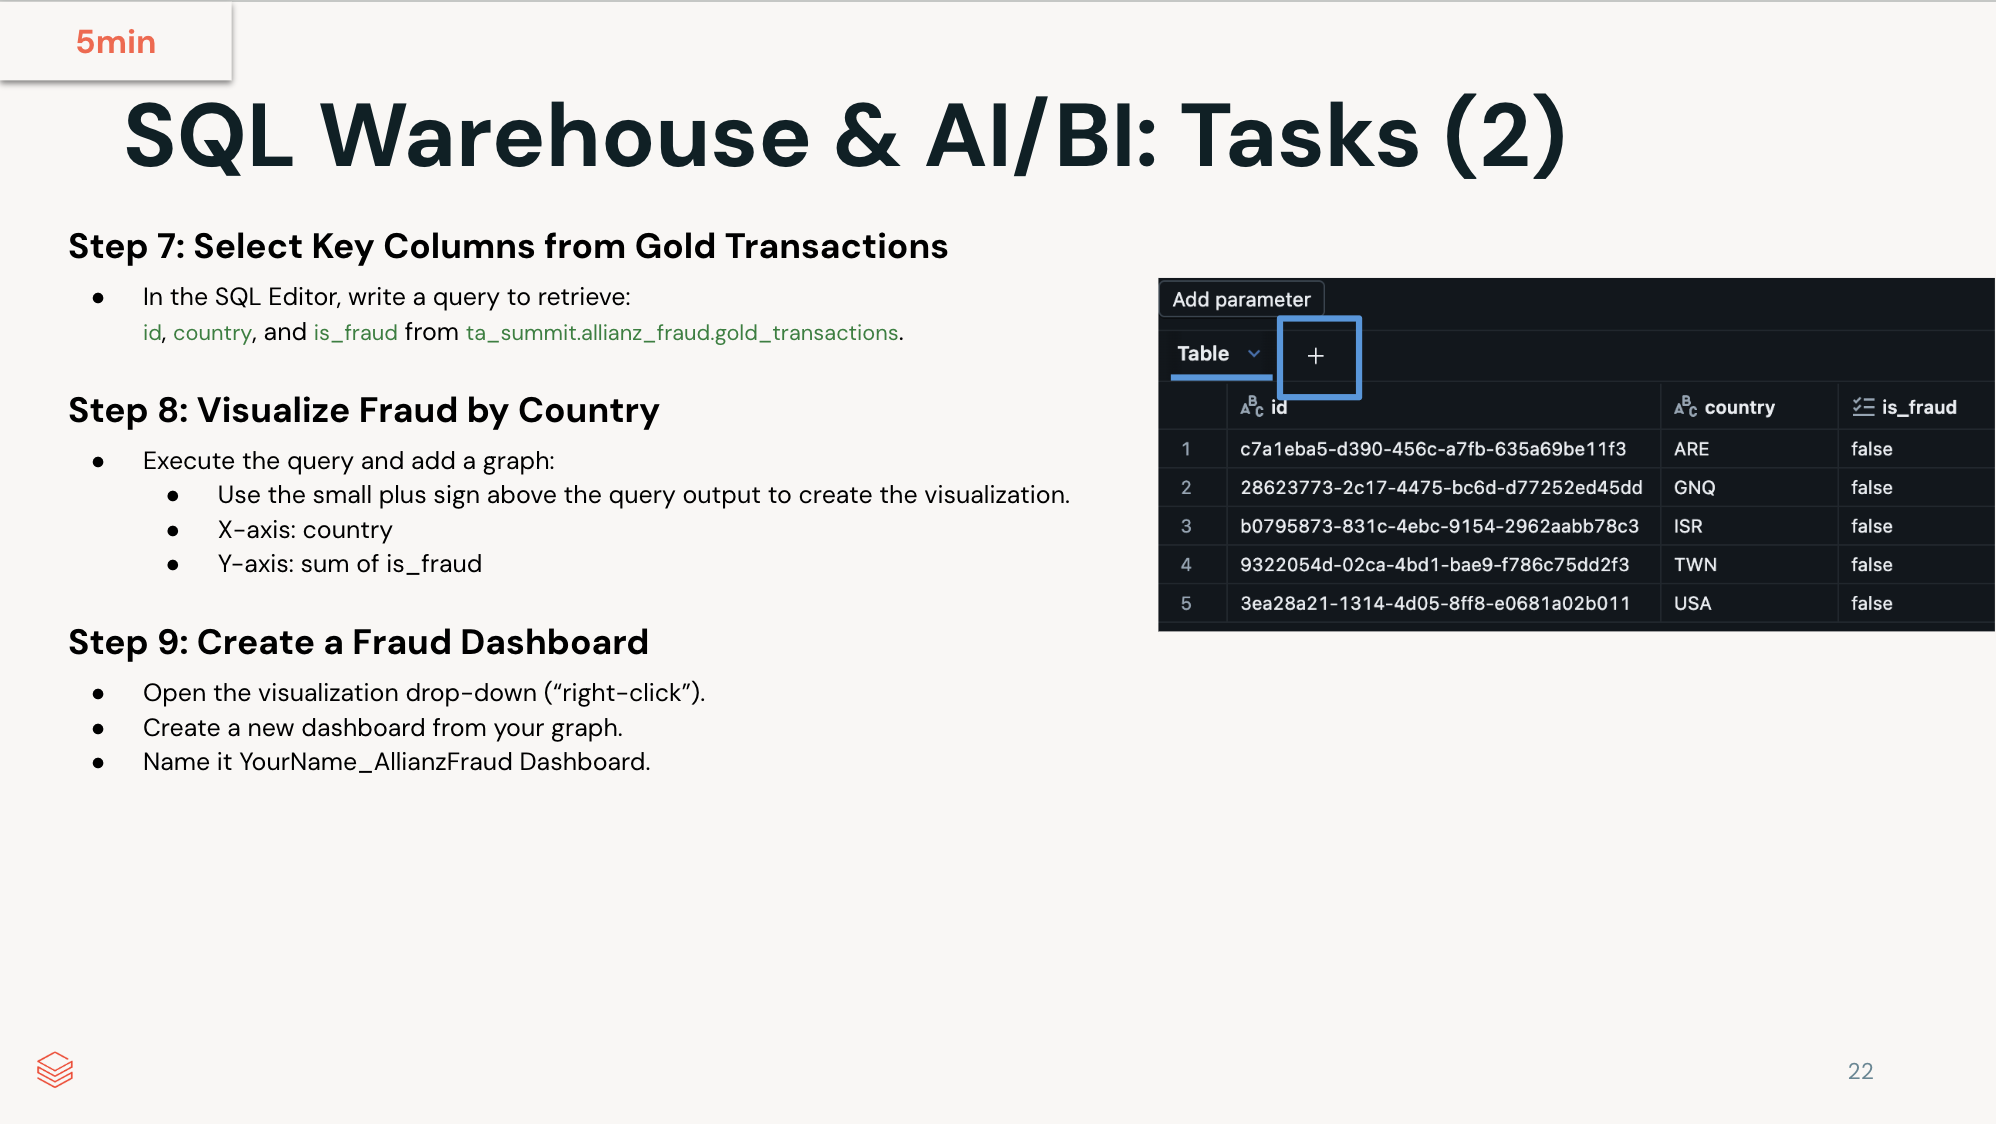 5min
SQL Warehouse & AI/BI: Tasks (2)
Step 7: Select Key Columns from Gold Transactions
● In the SQL Editor, write a query to retrieve:
id, country, and is_fraud from ta_summit.allianz_fraud.gold_transactions.
Step 8: Visualize Fraud by Country
● Execute the query and add a graph:
● Use the small plus sign above the query output to create the visualization.
● X-axis: country
● Y-axis: sum of is_fraud
Step 9: Create a Fraud Dashboard
● Open the visualization drop-down (“right-click”).
● Create a new dashboard from your graph.
● Name it YourName_AllianzFraud Dashboard.
Add parameter
Table +
id country is_fraud
1 c7a1eba5-d390-456c-a7fb-635a69be11f3 ARE false
2 28623773-2c17-4475-bc6d-d77252ed45dd GNQ false
3 b0795873-831c-4ebc-9154-2962aabb78c3 ISR false
4 9322054d-02ca-4bd1-bae9-f786c75dd2f3 TWN false
5 3ea28a21-1314-4d05-8ff8-e0681a02b011 USA false
22